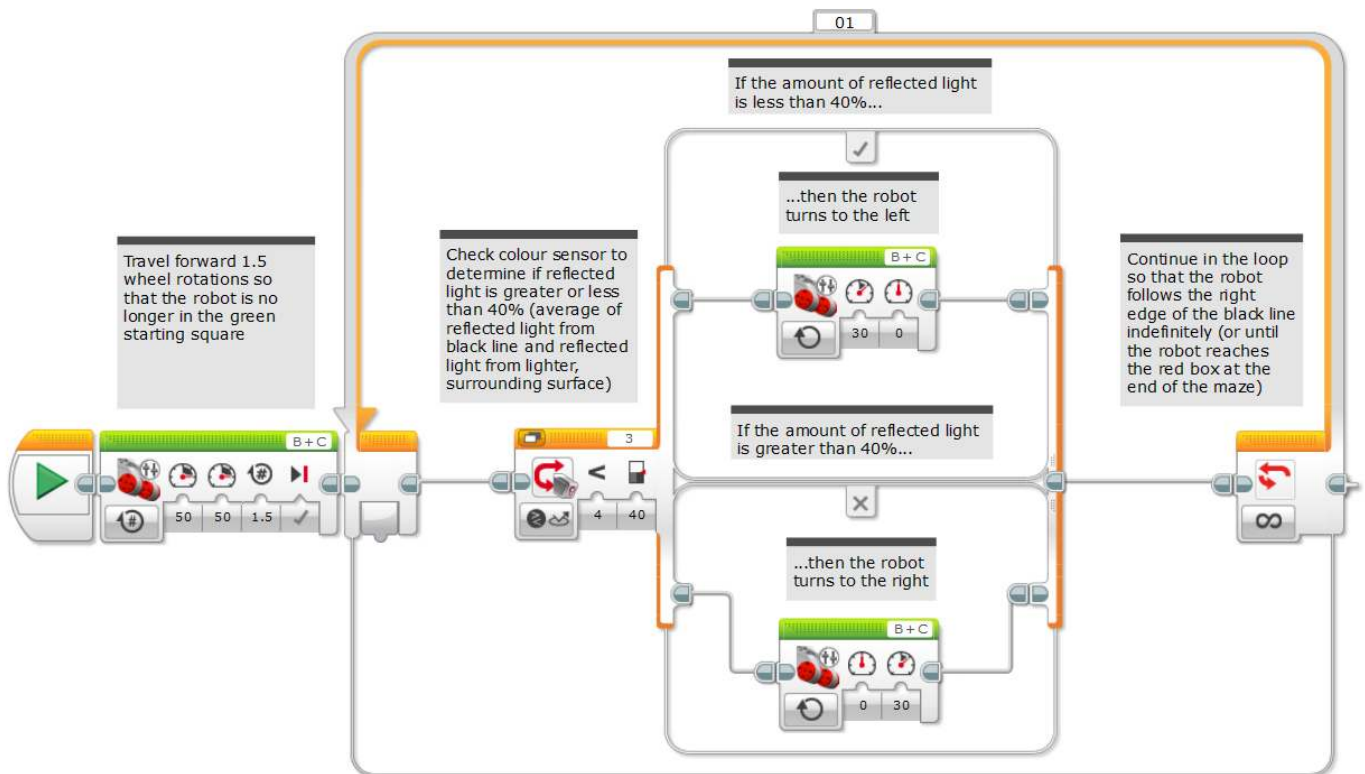 01
If the amount of reflected light
is less than 40%...
...then the robot
turns to the left
B+C
30 0
Travel forward 1.5
wheel rotations so
that the robot is no
longer in the green
starting square
B+C
#
50 50 1.5
#
Check colour sensor to
determine if reflected
light is greater or less
than 40% (average of
reflected light from
black line and reflected
light from lighter,
surrounding surface)
3
<
4 40
If the amount of reflected light
is greater than 40%...
...then the robot
turns to the right
B+C
0 30
Continue in the loop
so that the robot
follows the right
edge of the black line
indefinitely (or until
the robot reaches
the red box at the
end of the maze)
∞